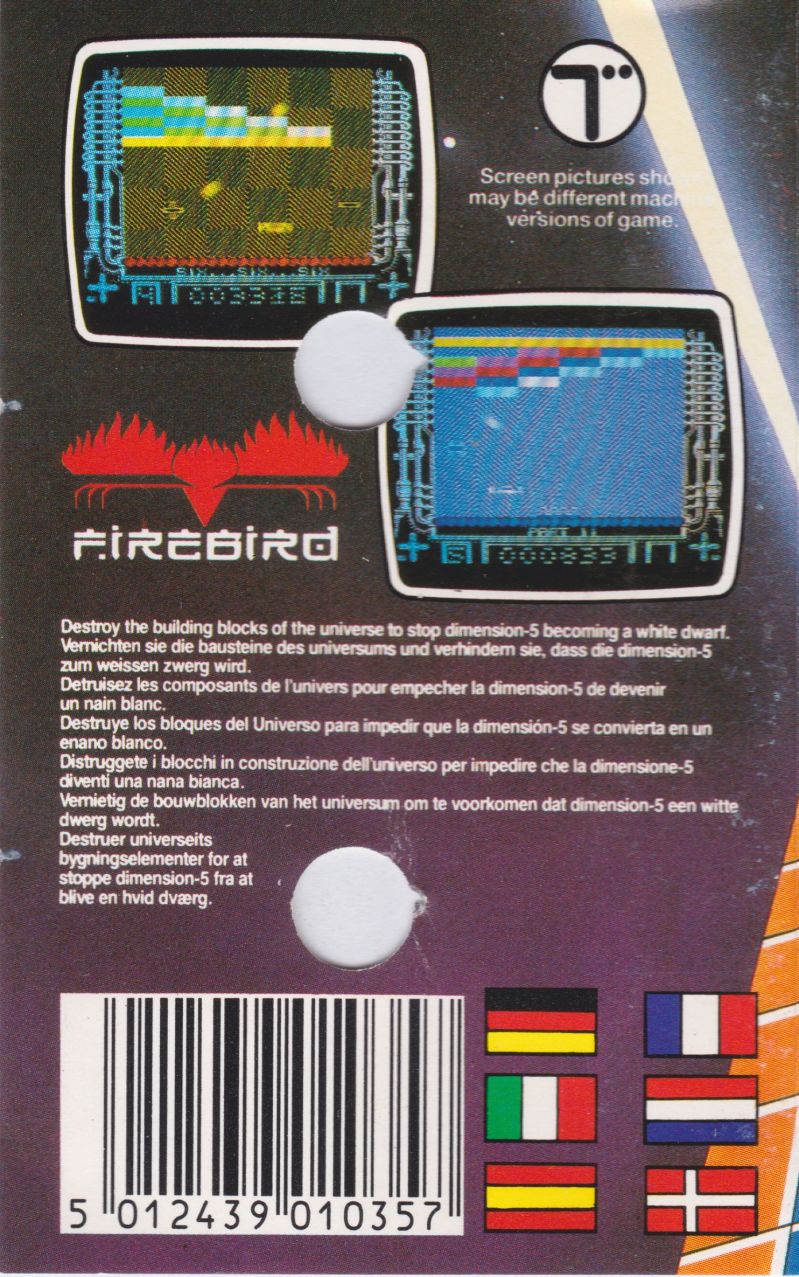 Screen pictures
may be different
versions of game.
SIX...SIX...SIX
003328
PART II
000833
FIREBIRD
Destroy the building blocks of the universe to stop dimension-5 becoming a white dwarf.
Vernichten sie die bausteine des universums und verhindern sie, dass die dimension-5
zum weissen zwerg wird.
Detruisez les composants de l'univers pour empecher la dimension-5 de devenir
un nain blanc.
Destruye los bloques del Universo para impedir que la dimensión-5 se convierta en un
enano blanco.
Distruggete i blocchi in construzione dell'universo per impedire che la dimensione-5
diventi una nana bianca.
Vernietig de bouwblokken van het universum om te voorkomen dat dimension-5 een witte
dwerg wordt.
Destruer universeits
bygningselementer for at
stoppe dimension-5 fra at
blive en hvid dværg.
5 012439 010357